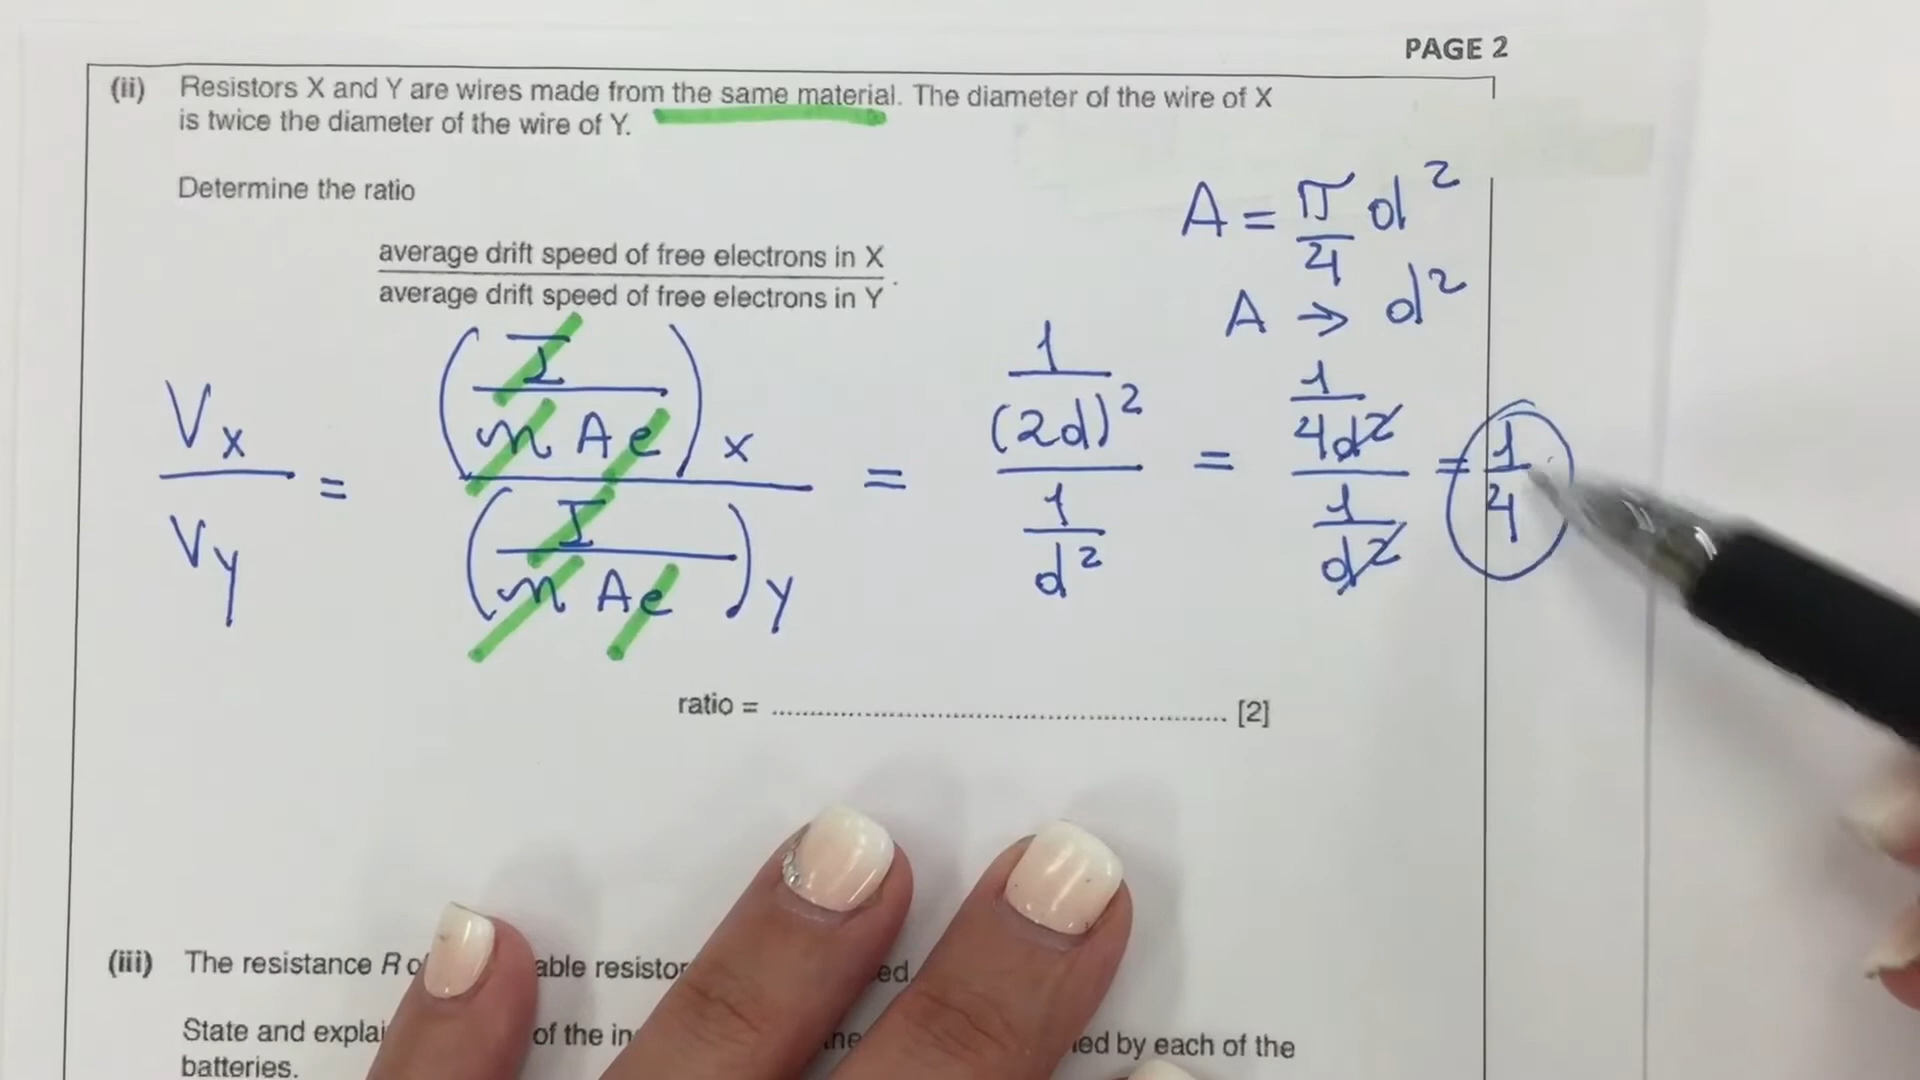 PAGE 2
(ii) Resistors X and Y are wires made from the same material. The diameter of the wire of X
is twice the diameter of the wire of Y.
Determine the ratio
average drift speed of free electrons in X
average drift speed of free electrons in Y .
A = π/4 d²
A → d²
Vx/Vy = (I/nAe)x / (I/nAe)y = 1/(2d)² / 1/d² = 1/4d² / 1/d² = 1/4
ratio = .......................................................... [2]
(iii) The resistance R able resistor ed
State and of the by each of the
batteries.